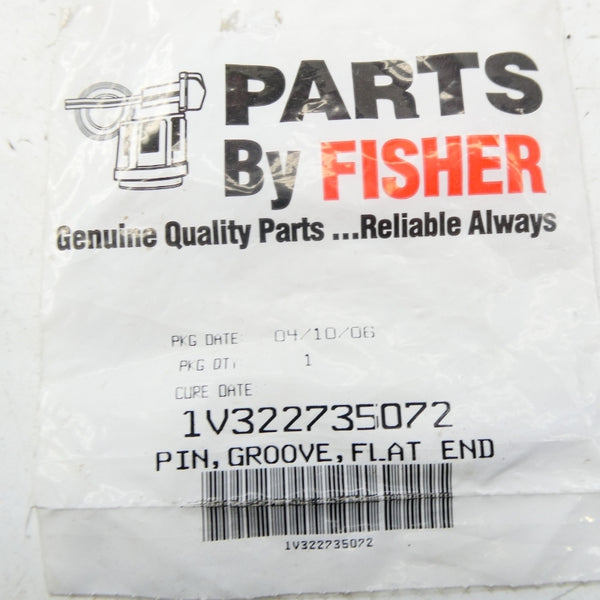 PARTS
By FISHER
Genuine Quality Parts ...Reliable Always
PKG DATE: 04/10/06
PKG QTY 1
CURE DATE
1V322735072
PIN, GROOVE, FLAT END
1V322735072